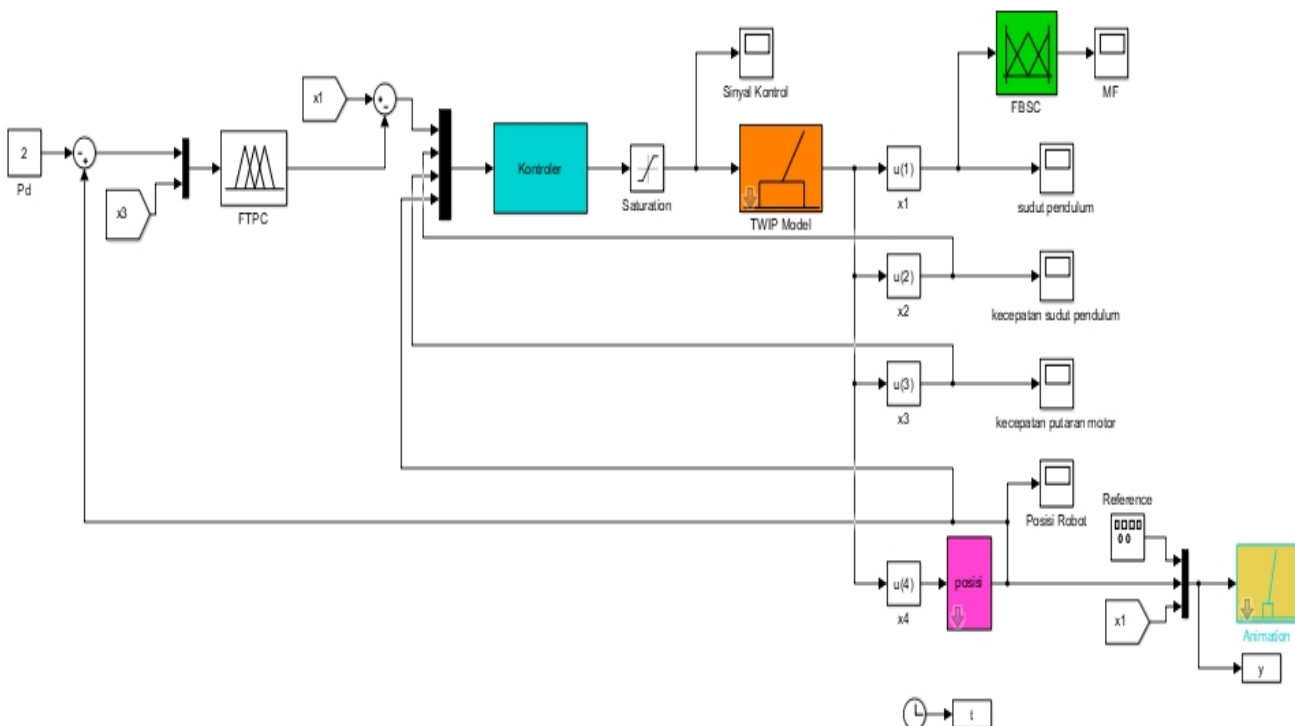 2
Pd
x3
FTPC
x1
Kontroler
Saturation
Sinyal Kontrol
TWIP Model
u(1)
x1
FBSC
MF
sudut pendulum
u(2)
x2
kecepatan sudut pendulum
u(3)
x3
kecepatan putaran motor
Posisi Robot
u(4)
x4
posisi
Reference
x1
Animation
y
t